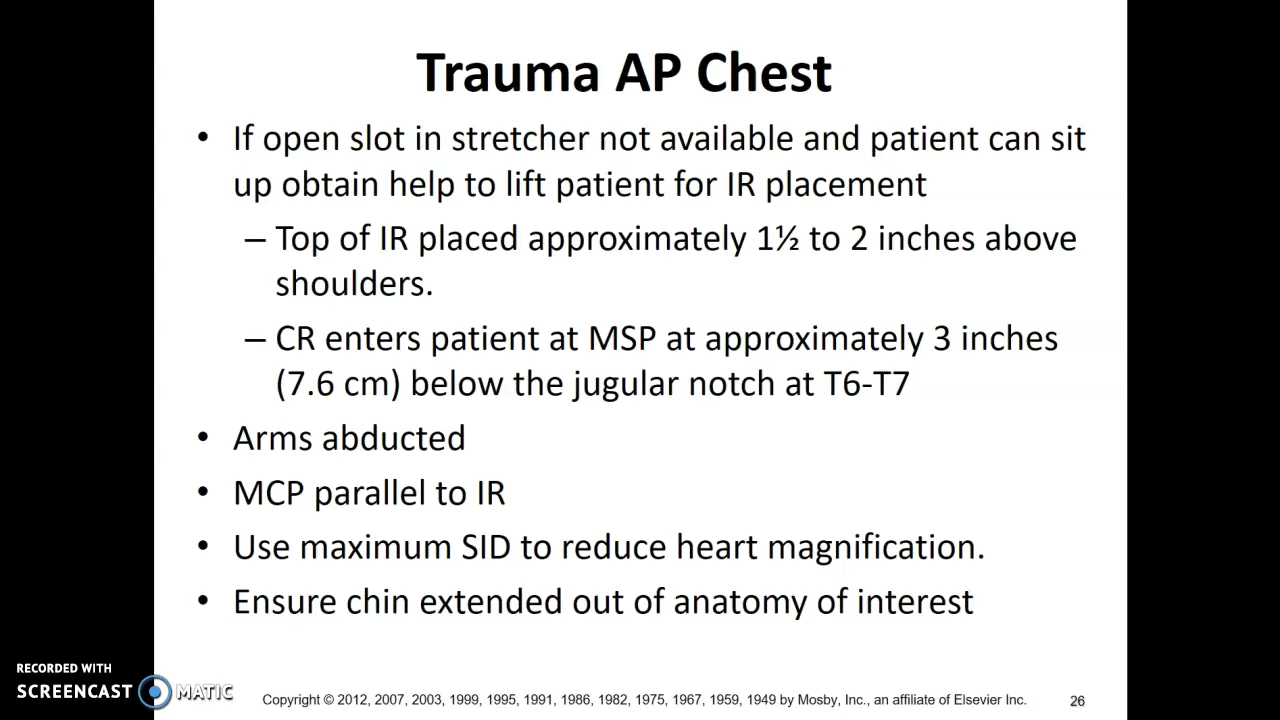 Trauma AP Chest
• If open slot in stretcher not available and patient can sit
up obtain help to lift patient for IR placement
– Top of IR placed approximately 1½ to 2 inches above
shoulders.
– CR enters patient at MSP at approximately 3 inches
(7.6 cm) below the jugular notch at T6-T7
• Arms abducted
• MCP parallel to IR
• Use maximum SID to reduce heart magnification.
• Ensure chin extended out of anatomy of interest
RECORDED WITH
SCREENCAST MATIC
Copyright © 2012, 2007, 2003, 1999, 1995, 1991, 1986, 1982, 1975, 1967, 1959, 1949 by Mosby, Inc., an affiliate of Elsevier Inc.
26